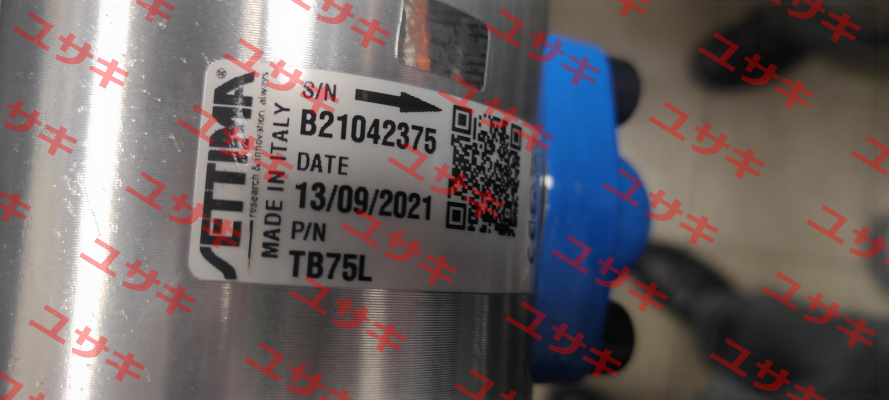 SETTIMA®
research & innovation always
MADE IN ITALY
S/N
B21042375
DATE
13/09/2021
P/N
TB75L
ユサキ